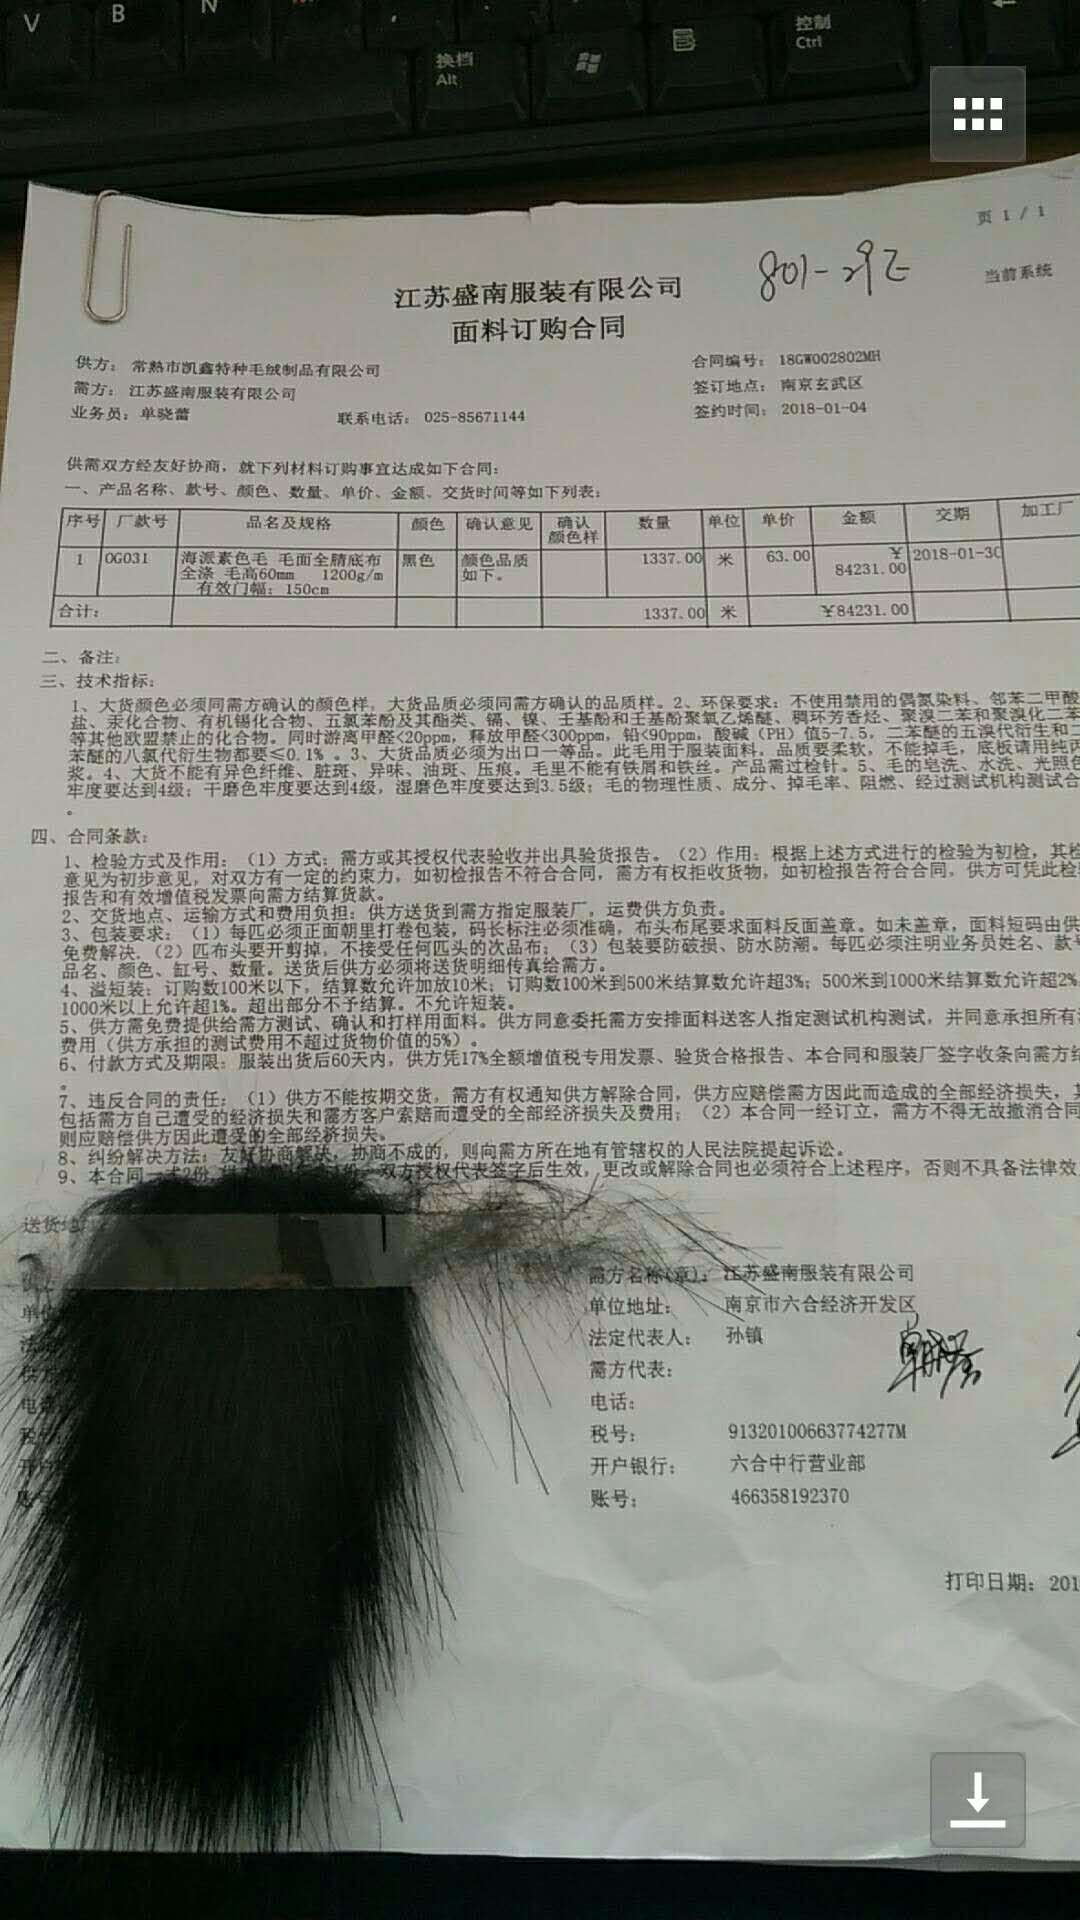 V
B
N
换档
Alt
控制
Ctrl
页 1 / 1
801-29
当前系统
江苏盛南服装有限公司
面料订购合同
供方: 常熟市凯鑫特种毛绒制品有限公司
合同编号: 18GW002802MH
需方: 江苏盛南服装有限公司
签订地点: 南京玄武区
业务员: 单晓蕾
联系电话: 025-85671144
签约时间: 2018-01-04
供需双方经友好协商,就下列材料订购事宜达成如下合同:
一、产品名称、款号、颜色、数量、单价、金额、交货时间等如下列表:
序号 厂款号 品名及规格 颜色 确认意见 确认颜色样 数量 单位 单价 金额 交期 加工厂
1 OG031 海派素色毛 毛面全腈底布 黑色 颜色品质 1337.00 米 63.00 ¥ 2018-01-30
全涤 毛高60mm 1200g/m 如下。 84231.00
有效门幅: 150cm
合计: 1337.00 米 ¥84231.00
二、备注:
三、技术指标:
1、大货颜色必须同需方确认的颜色样,大货品质必须同需方确认的品质样。2、环保要求: 不使用禁用的偶氮染料、邻苯二甲酸
盐、汞化合物、有机锡化合物、五氯苯酚及其酯类、镉、镍、壬基酚和壬基酚聚氧乙烯醚、稠环芳香烃、聚溴二苯和聚溴化二苯
等其他欧盟禁止的化合物。同时游离甲醛<20ppm, 释放甲醛<300ppm, 铅<90ppm, 酸碱 (PH) 值5-7.5, 二苯醚的五溴代衍生和二
苯醚的八氯代衍生物都要≤0.1% 。3、大货品质必须为出口一等品。此毛用于服装面料,品质要柔软,不能掉毛,底板请用纯丙
浆。4、大货不能有异色纤维、脏斑、异味、油斑、压痕。毛里不能有铁屑和铁丝。产品需过检针。5、毛的皂洗、水洗、光照色
牢度要达到4级; 干磨色牢度要达到4级, 湿磨色牢度要达到3.5级; 毛的物理性质、成分、掉毛率、阻燃、经过测试机构测试合
。
四、合同条款:
1、检验方式及作用: (1) 方式: 需方或其授权代表验收并出具验货报告。(2) 作用: 根据上述方式进行的检验为初检,其检
意见为初步意见,对双方有一定的约束力,如初检报告不符合合同,需方有权拒收货物,如初检报告符合合同,供方可凭此检
报告和有效增值税发票向需方结算货款。
2、交货地点、运输方式和费用负担: 供方送货到需方指定服装厂,运费供方负责。
3、包装要求: (1) 每匹必须正面朝里打卷包装,码长标注必须准确,布头布尾要求面料反面盖章。如未盖章,面料短码由供
免费解决, (2) 匹布头要开剪掉,不接受任何匹头的次品布; (3) 包装要防破损、防水防潮。每匹必须注明业务员姓名、款号
品名、颜色、缸号、数量。送货后供方必须将送货明细传真给需方。
4、溢短装: 订购数100米以下,结算数允许加放10米; 订购数100米到500米结算数允许超3%; 500米到1000米结算数允许超2%
1000米以上允许超1%。超出部分不予结算。不允许短装。
5、供方需免费提供给需方测试、确认和打样用面料。供方同意委托需方安排面料送客人指定测试机构测试,并同意承担所有
费用 (供方承担的测试费用不超过货物价值的5%) 。
6、付款方式及期限: 服装出货后60天内,供方凭17%全额增值税专用发票、验货合格报告、本合同和服装厂签字收条向需方结
。
7、违反合同的责任: (1) 供方不能按期交货,需方有权通知供方解除合同,供方应赔偿需方因此而造成的全部经济损失,其
包括需方自己遭受的经济损失和需方客户索赔而遭受的全部经济损失及费用; (2) 本合同一经订立,需方不得无故撤消合同
则应赔偿供方因此遭受的全部经济损失。
8、纠纷解决方法: 友好协商解决,协商不成的,则向需方所在地有管辖权的人民法院提起诉讼。
9、本合同一式2份, 双方授权代表签字后生效,更改或解除合同也必须符合上述程序,否则不具备法律效
送货
需方名称(章): 江苏盛南服装有限公司
单位地址: 南京市六合经济开发区
法定代表人: 孙镇
需方代表:
电话:
税号: 91320100663774277M
开户银行: 六合中行营业部
账号: 466358192370
打印日期: 201